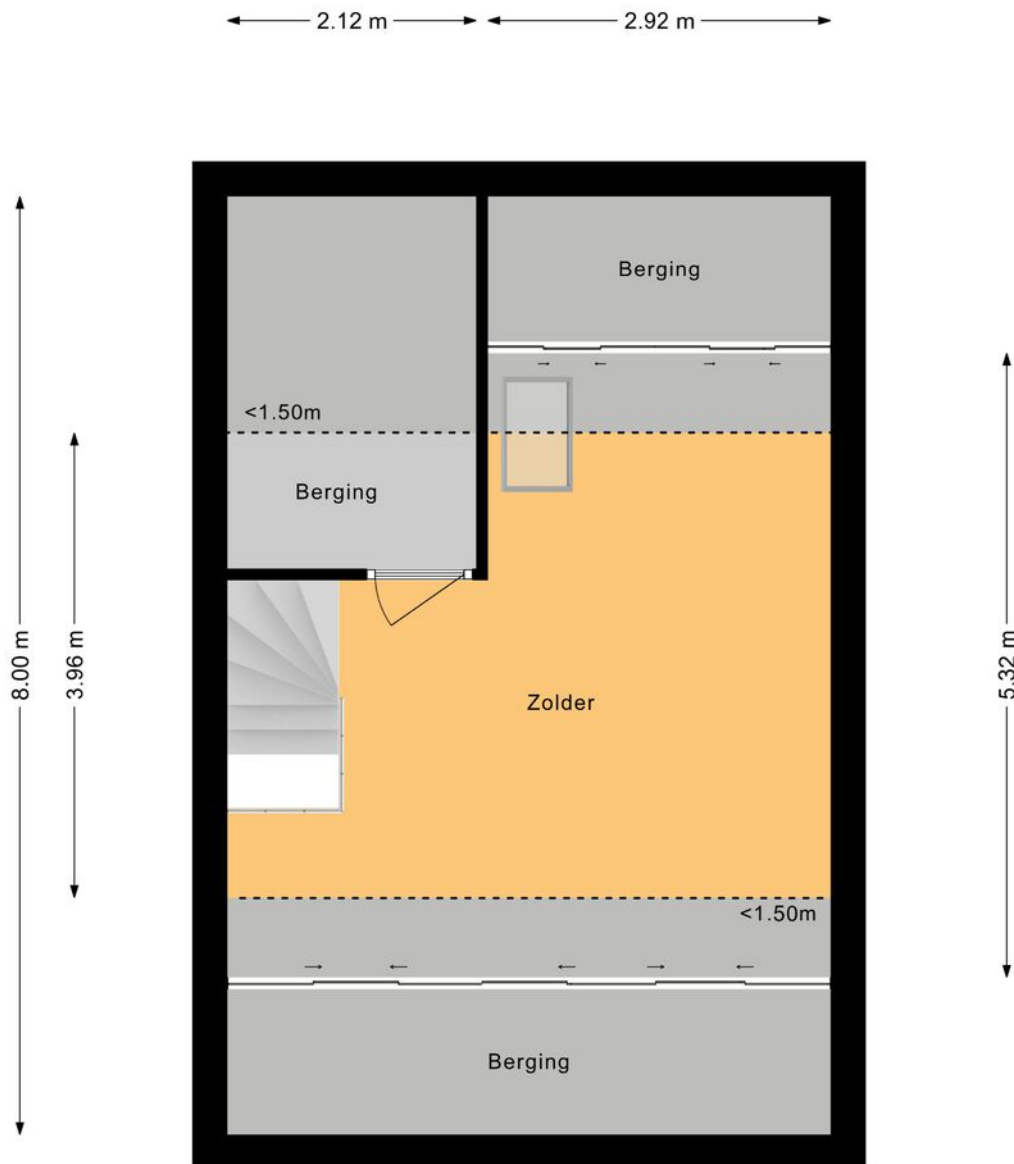 2.12 m
2.92 m
Berging
<1.50m
Berging
8.00 m
3.96 m
5.32 m
Zolder
<1.50m
Berging